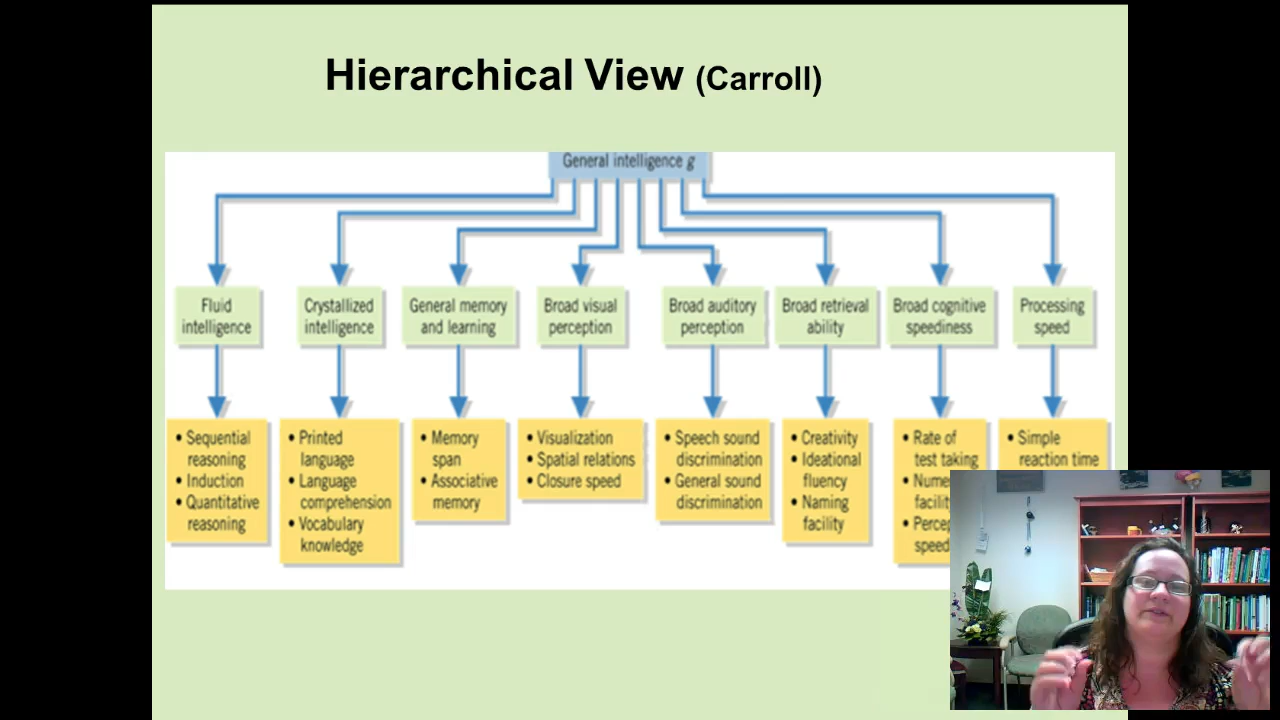 Hierarchical View (Carroll)
General intelligence g
Fluid
intelligence
Crystallized
intelligence
General memory
and learning
Broad visual
perception
Broad auditory
perception
Broad retrieval
ability
Broad cognitive
speediness
Processing
speed
• Sequential
reasoning
• Induction
• Quantitative
reasoning
• Printed
language
• Language
comprehension
• Vocabulary
knowledge
• Memory
span
• Associative
memory
• Visualization
• Spatial relations
• Closure speed
• Speech sound
discrimination
• General sound
discrimination
• Creativity
• Ideational
fluency
• Naming
facility
• Rate of
test taking
• Nume
facilit
• Percep
speed
• Simple
reaction time